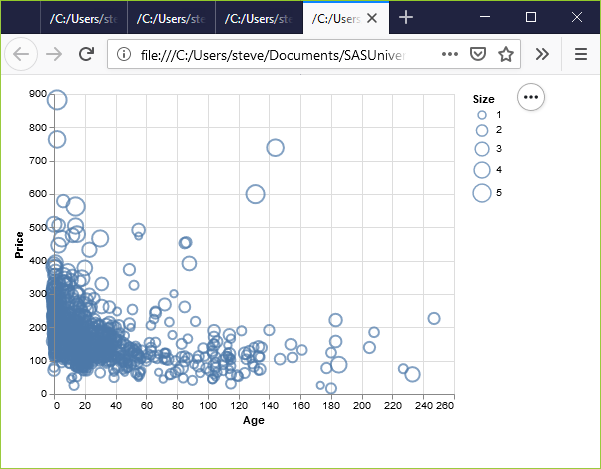 /C:/Users/ste
/C:/Users/ste
/C:/Users/ste
/C:/Users
file:///C:/Users/steve/Documents/SASUniver
Price
900
800
700
600
500
400
300
200
100
0
0 20 40 60 80 100 120 140 160 180 200 220 240 260
Age
Size
1
2
3
4
5